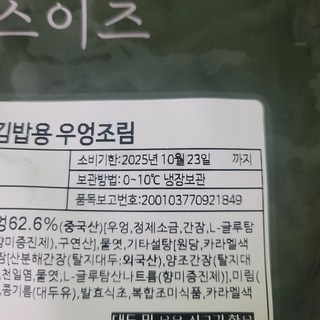 스이즈
김밥용 우엉조림
소비기한:2025년 10월 23일 까지
보관방법: 0~10℃ 냉장보관
품목보고번호:200103770921849
엉62.6%(중국산)[우엉,정제소금,간장,L-글루탐
향미증진제),구연산],물엿,기타설탕[원당,카라멜색
장[산분해간장(탈지대두:외국산),양조간장(탈지
천일염,물엿,L-글루탐산나트륨(향미증진제)],미림(
콩기름(대두유),발효식초,복합조미식품,카라멜색